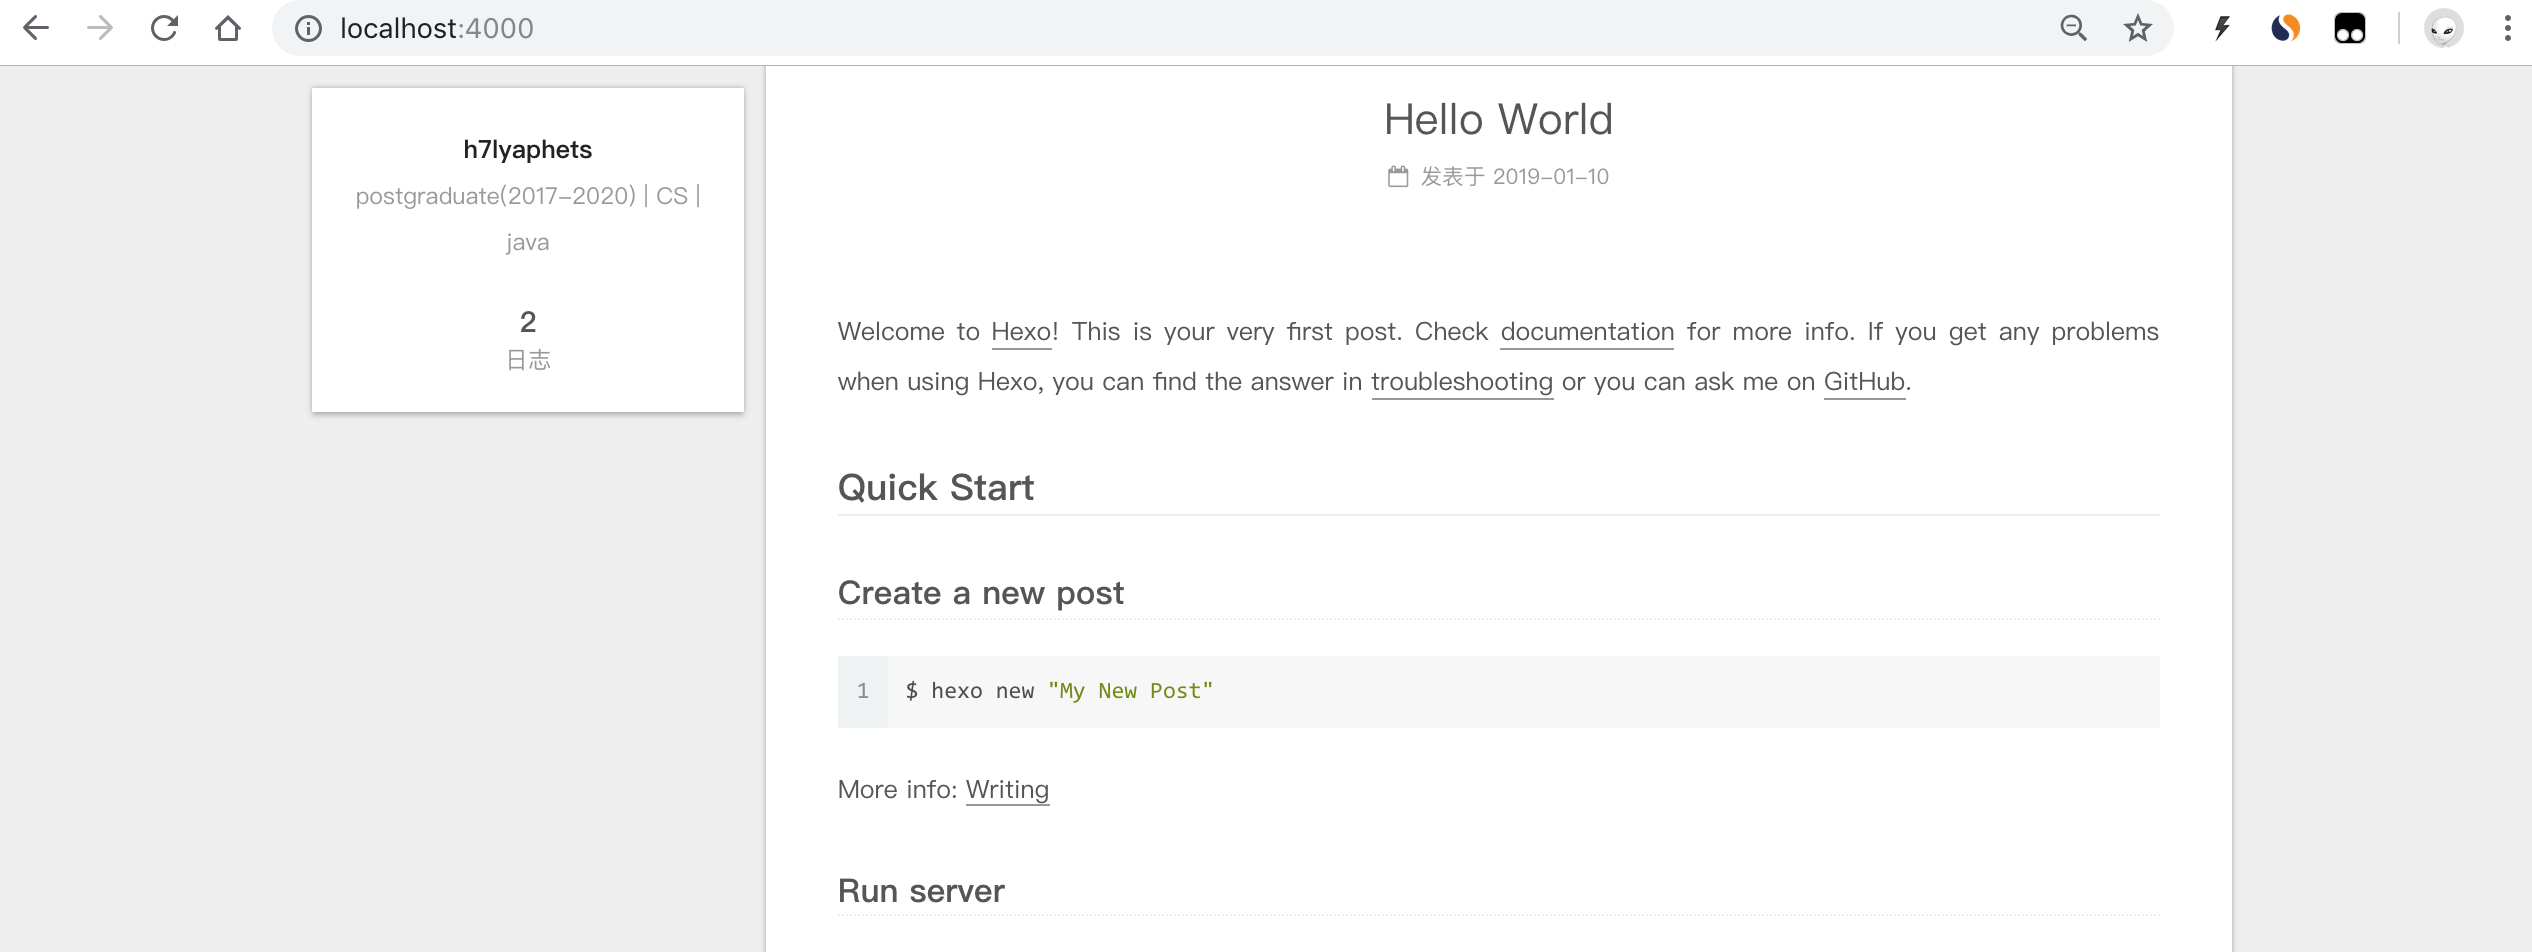 localhost:4000
h7lyaphets
postgraduate(2017-2020) | CS |
java
2
日志
Hello World
发表于 2019-01-10
Welcome to Hexo! This is your very first post. Check documentation for more info. If you get any problems
when using Hexo, you can find the answer in troubleshooting or you can ask me on GitHub.
Quick Start
Create a new post
1 $ hexo new "My New Post"
More info: Writing
Run server